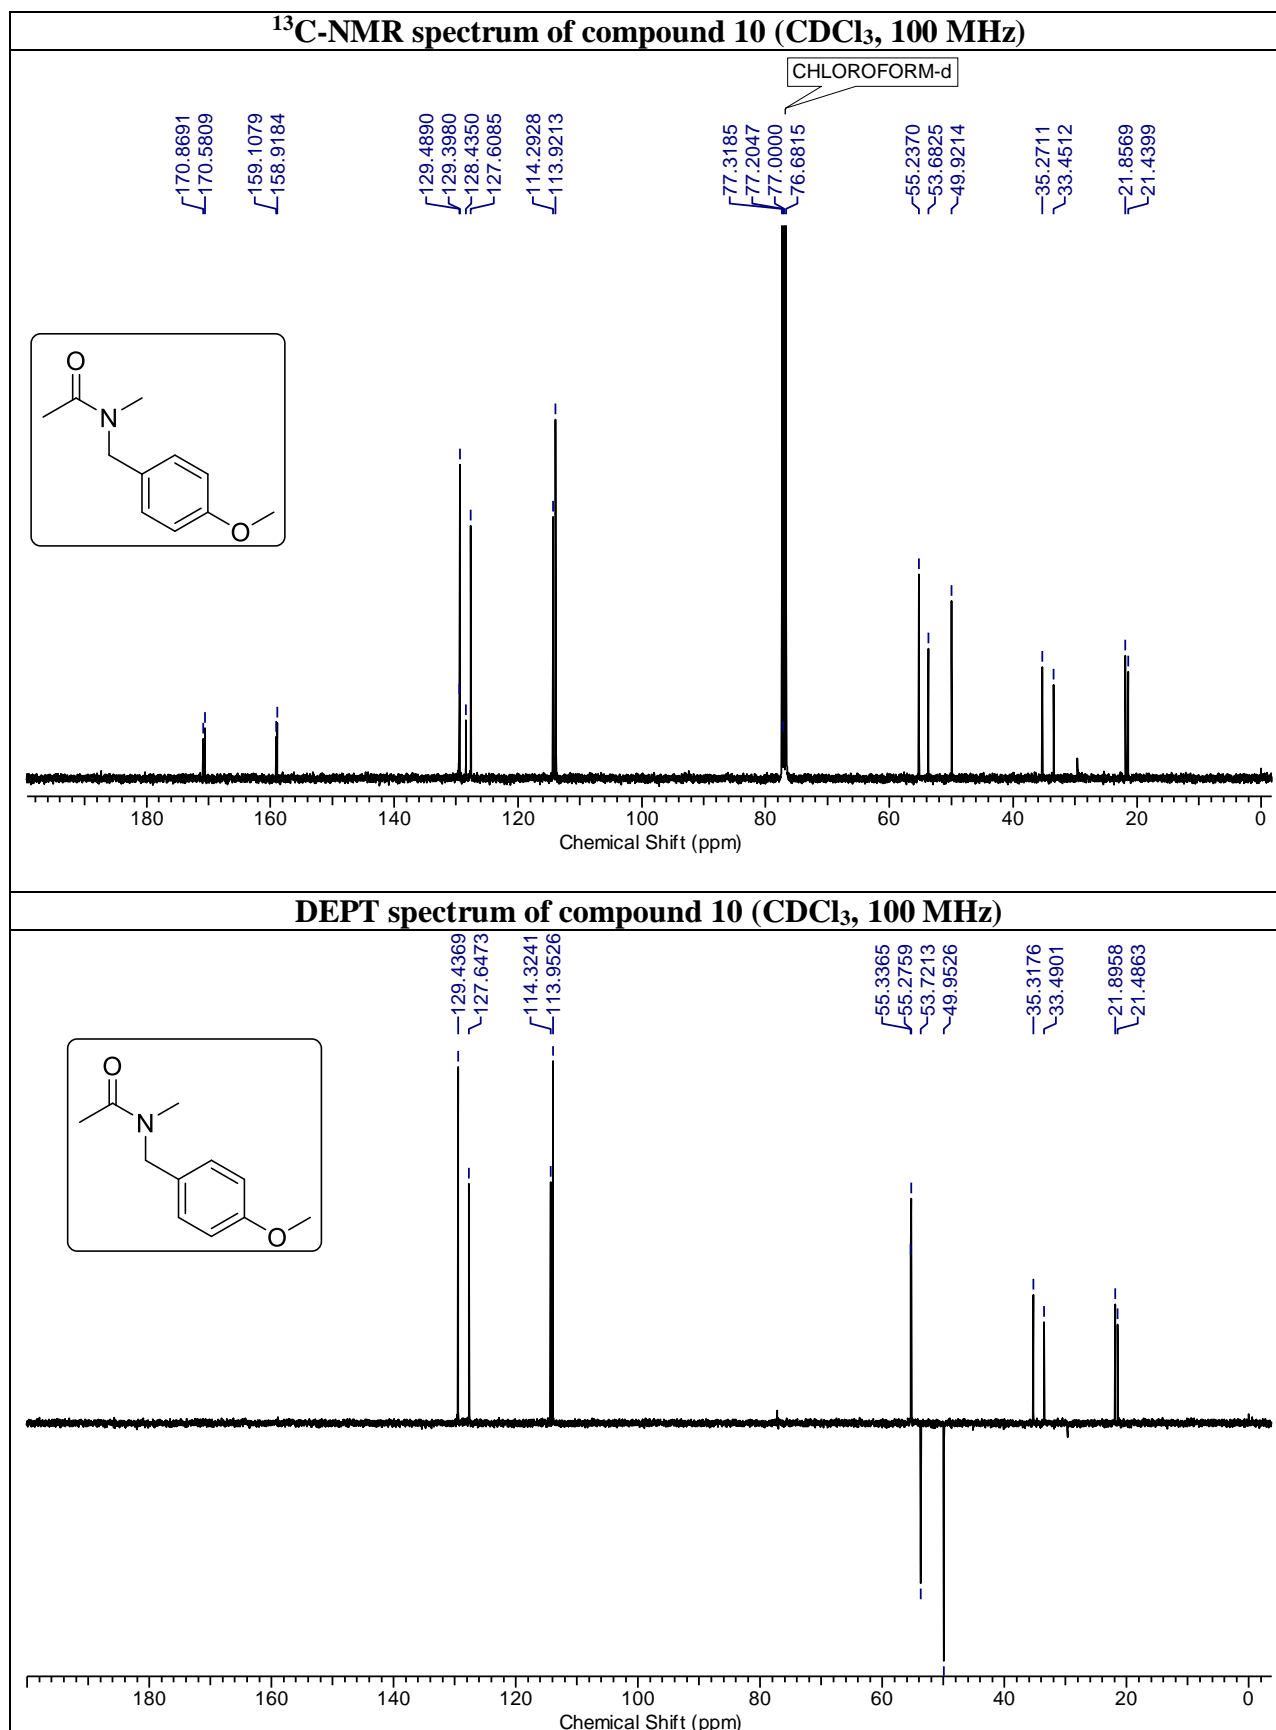 ¹³C-NMR spectrum of compound 10 (CDCl₃, 100 MHz)
CHLOROFORM-d
170.8691
170.5809
159.1079
158.9184
129.4890
129.3980
128.4350
127.6085
114.2928
113.9213
77.3185
77.2047
77.0000
76.6815
55.2370
53.6825
49.9214
35.2711
33.4512
21.8569
21.4399
O
N
O
180 160 140 120 100 80 60 40 20 0
Chemical Shift (ppm)
DEPT spectrum of compound 10 (CDCl₃, 100 MHz)
129.4369
127.6473
114.3241
113.9526
55.3365
55.2759
53.7213
49.9526
35.3176
33.4901
21.8958
21.4863
O
N
O
180 160 140 120 100 80 60 40 20 0
Chemical Shift (ppm)